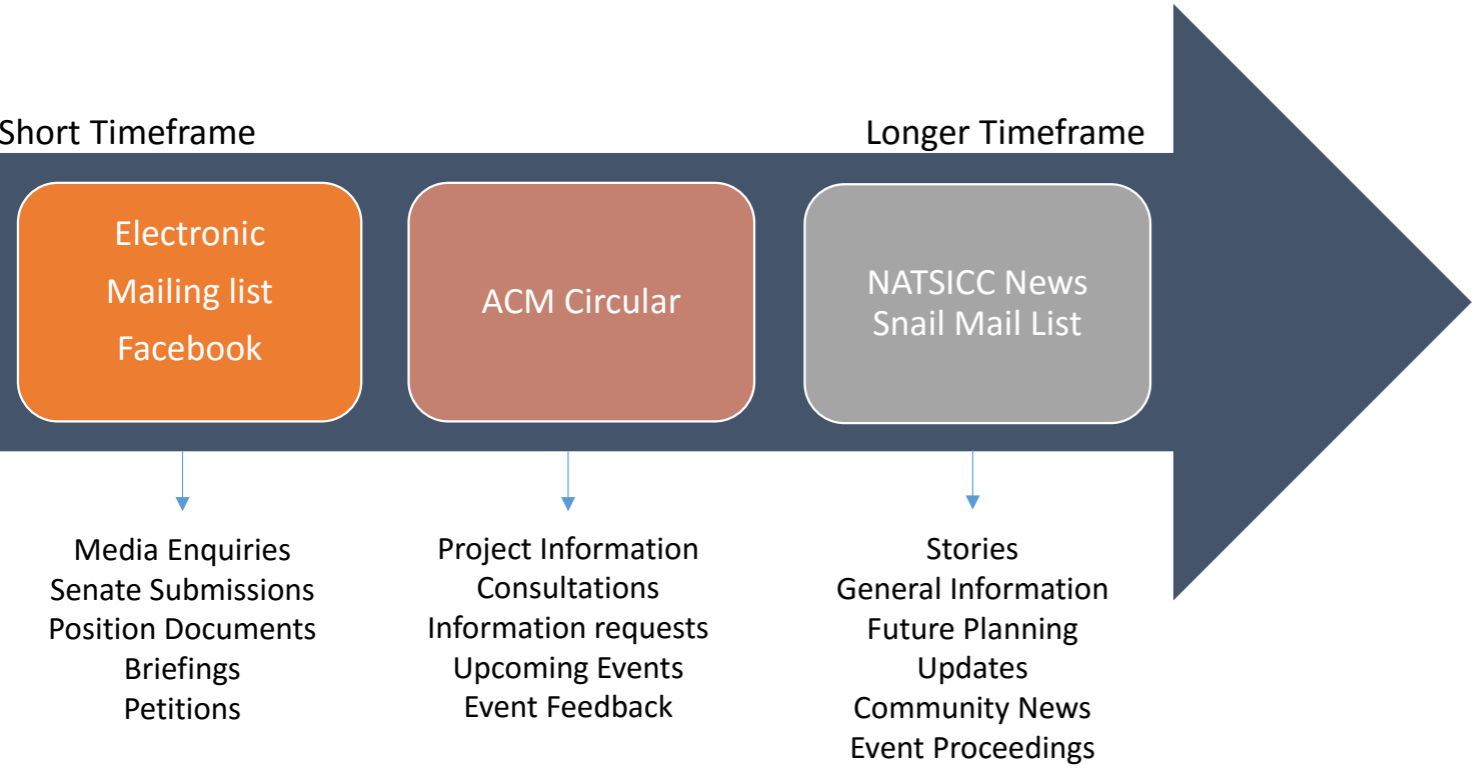 Short Timeframe
Longer Timeframe
Electronic
Mailing list
Facebook
ACM Circular
NATSICC News
Snail Mail List
Media Enquiries
Senate Submissions
Position Documents
Briefings
Petitions
Project Information
Consultations
Information requests
Upcoming Events
Event Feedback
Stories
General Information
Future Planning
Updates
Community News
Event Proceedings